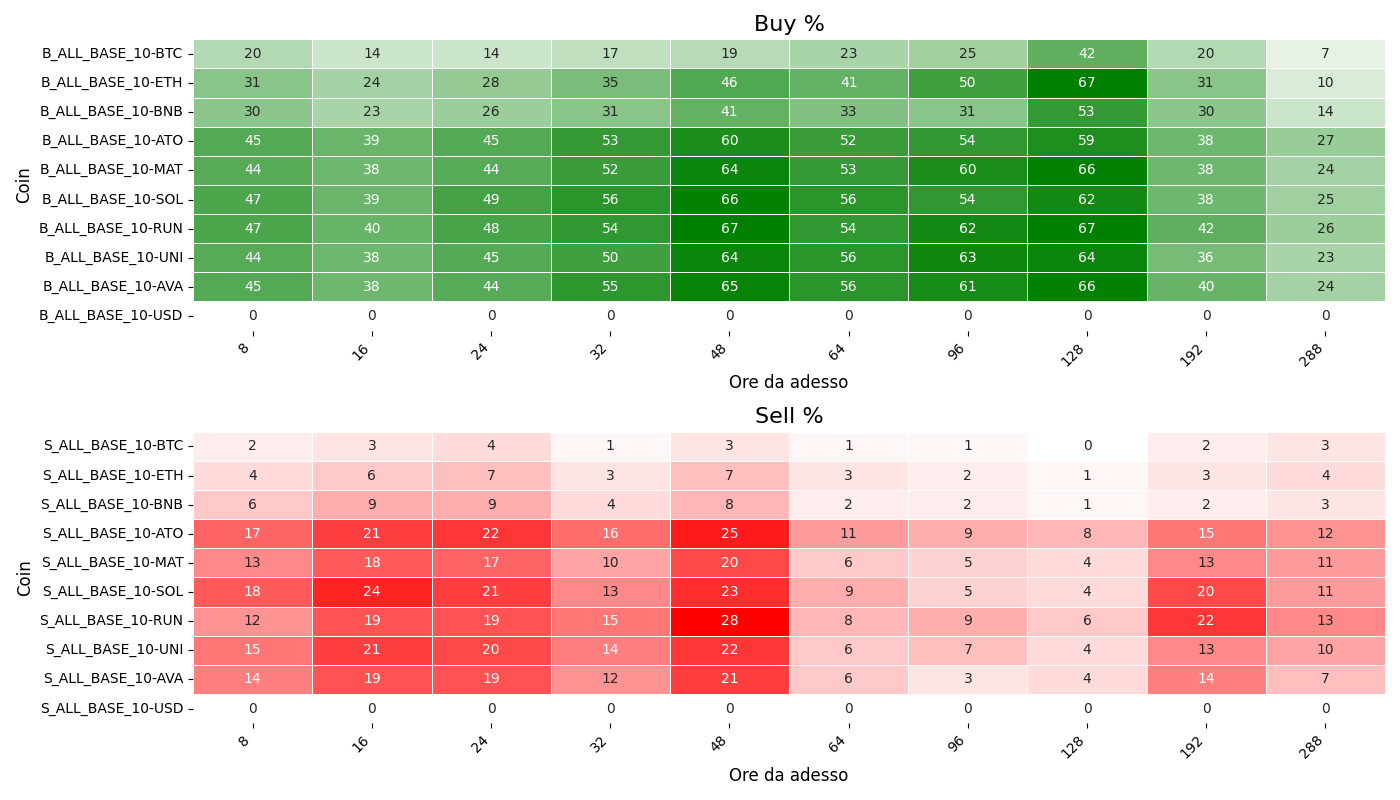 Buy %
Coin
B_ALL_BASE_10-BTC 20 14 14 17 19 23 25 42 20 7
B_ALL_BASE_10-ETH 31 24 28 35 46 41 50 67 31 10
B_ALL_BASE_10-BNB 30 23 26 31 41 33 31 53 30 14
B_ALL_BASE_10-ATO 45 39 45 53 60 52 54 59 38 27
B_ALL_BASE_10-MAT 44 38 44 52 64 53 60 66 38 24
B_ALL_BASE_10-SOL 47 39 49 56 66 56 54 62 38 25
B_ALL_BASE_10-RUN 47 40 48 54 67 54 62 67 42 26
B_ALL_BASE_10-UNI 44 38 45 50 64 56 63 64 36 23
B_ALL_BASE_10-AVA 45 38 44 55 65 56 61 66 40 24
B_ALL_BASE_10-USD 0 0 0 0 0 0 0 0 0 0
8 16 24 32 48 64 96 128 192 288
Ore da adesso
Sell %
Coin
S_ALL_BASE_10-BTC 2 3 4 1 3 1 1 0 2 3
S_ALL_BASE_10-ETH 4 6 7 3 7 3 2 1 3 4
S_ALL_BASE_10-BNB 6 9 9 4 8 2 2 1 2 3
S_ALL_BASE_10-ATO 17 21 22 16 25 11 9 8 15 12
S_ALL_BASE_10-MAT 13 18 17 10 20 6 5 4 13 11
S_ALL_BASE_10-SOL 18 24 21 13 23 9 5 4 20 11
S_ALL_BASE_10-RUN 12 19 19 15 28 8 9 6 22 13
S_ALL_BASE_10-UNI 15 21 20 14 22 6 7 4 13 10
S_ALL_BASE_10-AVA 14 19 19 12 21 6 3 4 14 7
S_ALL_BASE_10-USD 0 0 0 0 0 0 0 0 0 0
8 16 24 32 48 64 96 128 192 288
Ore da adesso